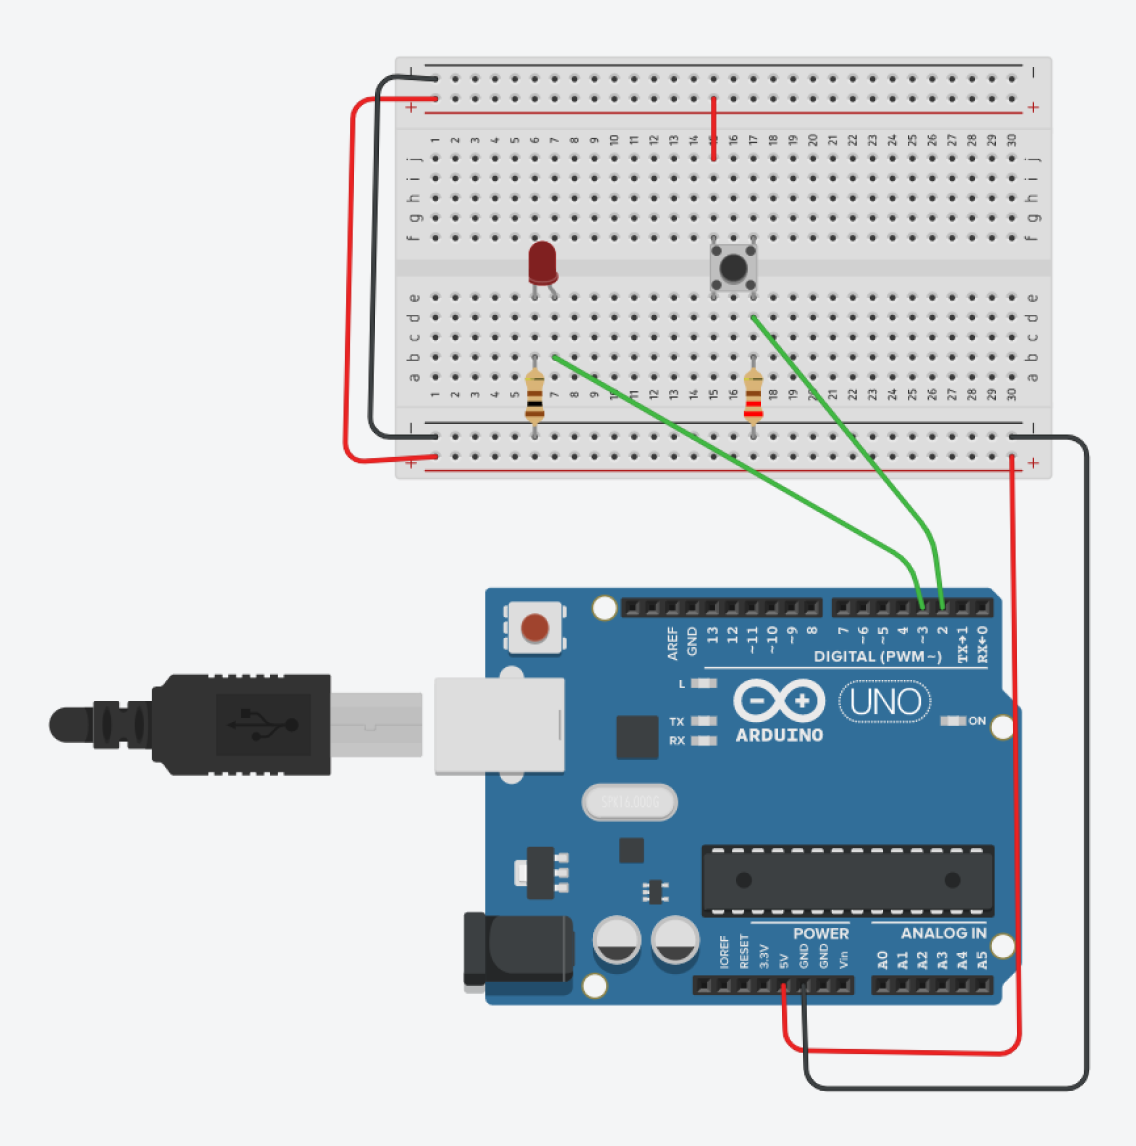 − −
+ +
1 2 3 4 5 6 7 8 9 10 11 12 13 14 15 16 17 18 19 20 21 22 23 24 25 26 27 28 29 30
j j
i i
h h
g g
f f
e e
d d
c c
b b
a a
1 2 3 4 5 6 7 8 9 10 11 12 13 14 15 16 17 18 19 20 21 22 23 24 25 26 27 28 29 30
− −
+ +
AREF GND 13 12 ~11 ~10 ~9 8 7 ~6 ~5 4 ~3 2 TX→1 RX←0
DIGITAL (PWM~)
L
TX
RX
UNO
ON
ARDUINO
SPK16.000G
POWER
ANALOG IN
IOREF RESET 3.3V 5V GND GND Vin A0 A1 A2 A3 A4 A5